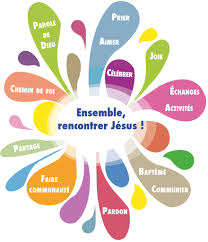 Prier
Parole
de
Dieu
Aimer
Joie
Célébrer
Chemin de foi
Échanges
Activités
Ensemble,
rencontrer Jésus !
Partage
Baptême
Communier
Faire
communauté
Pardon